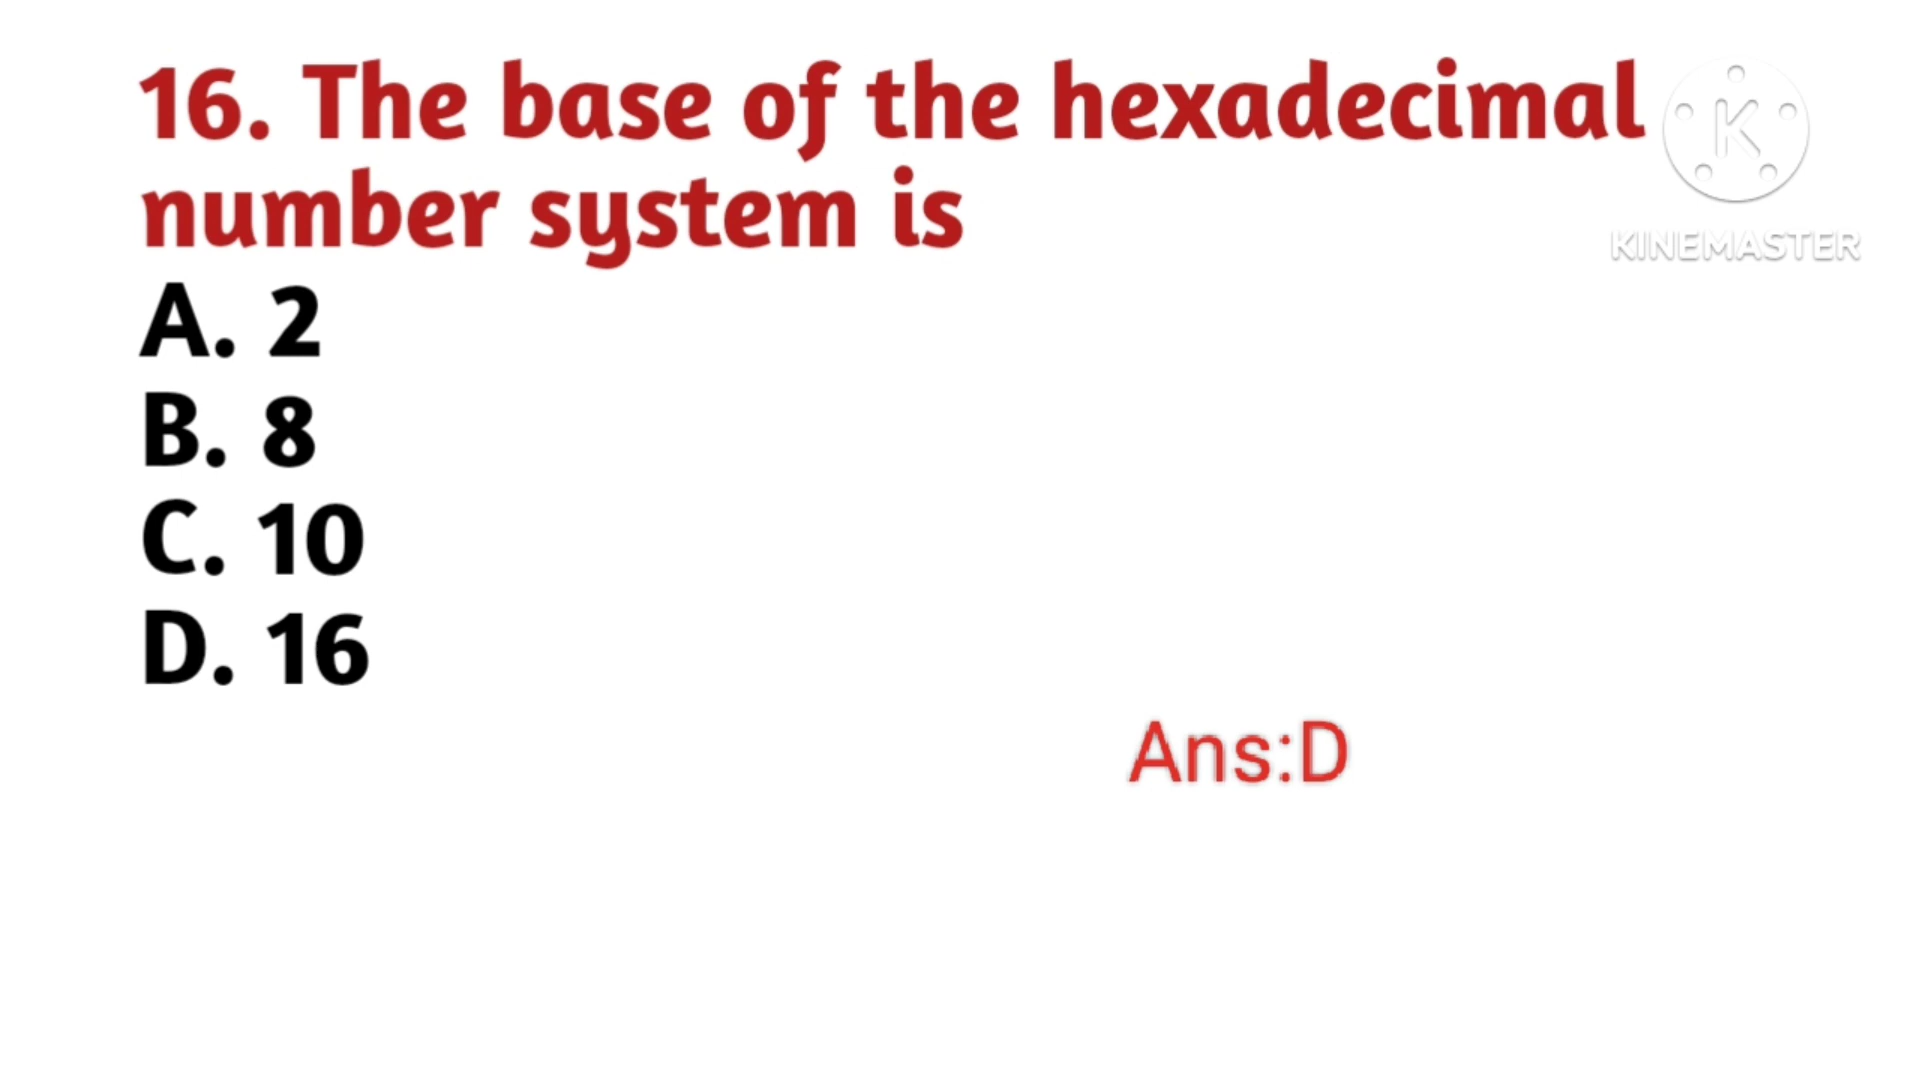 16. The base of the hexadecimal
number system is
A. 2
B. 8
C. 10
D. 16
Ans:D
K
KINEMASTER